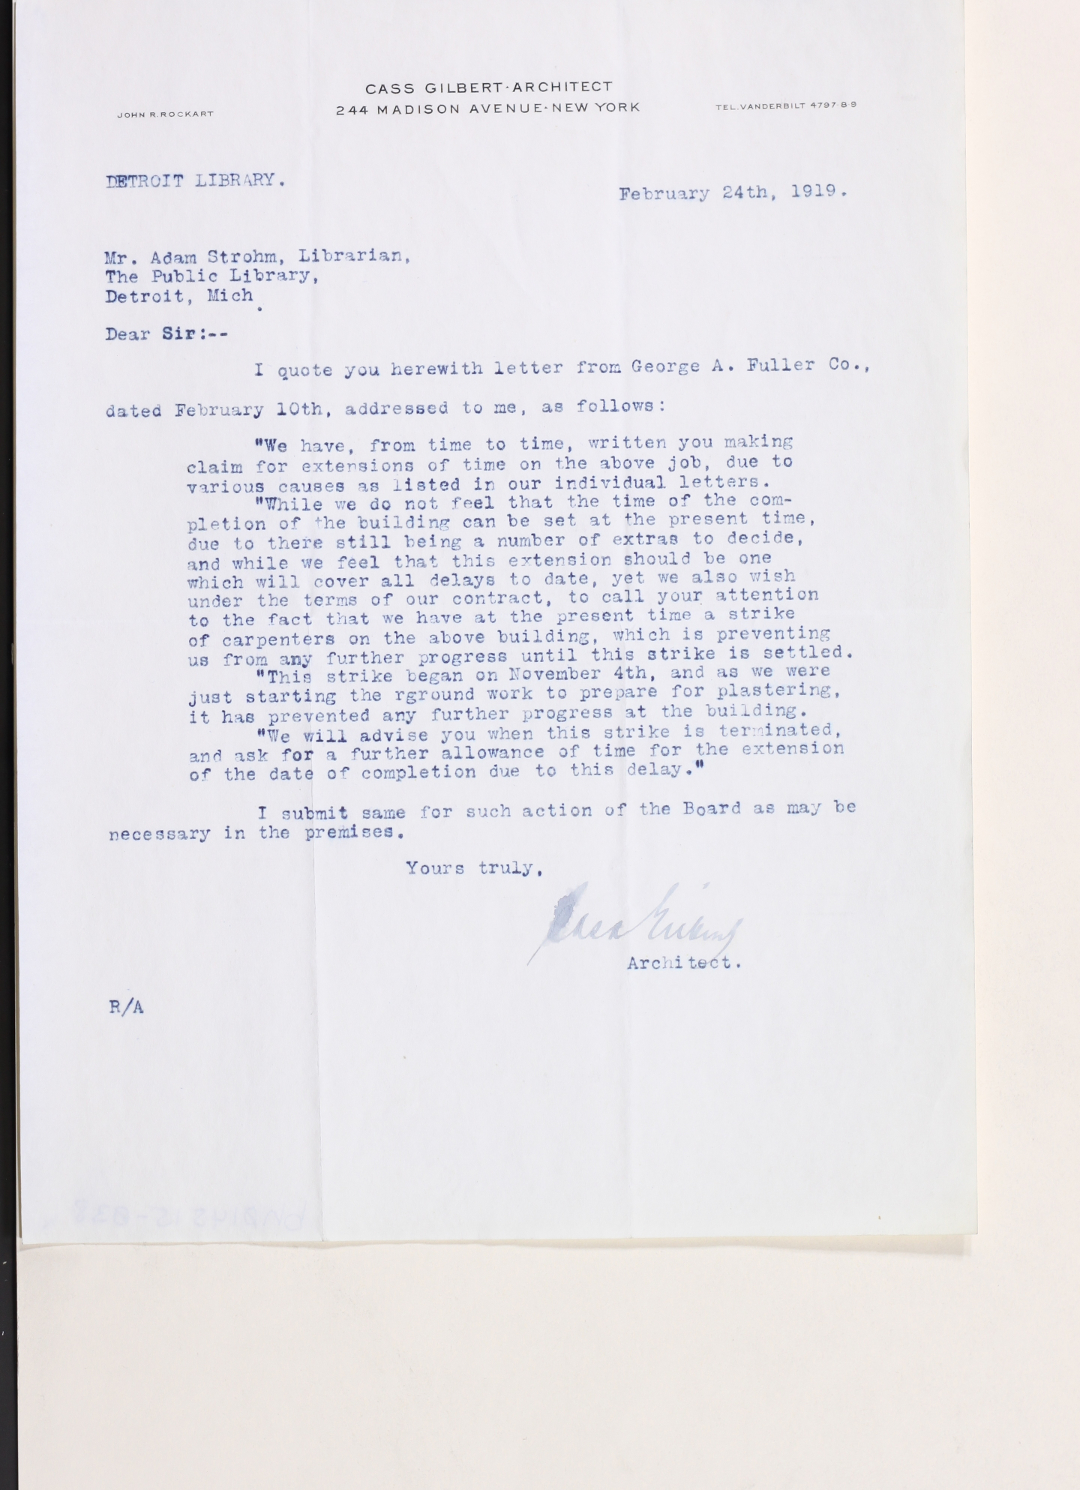 CASS GILBERT·ARCHITECT
244 MADISON AVENUE·NEW YORK
JOHN R. ROCKART
TEL. VANDERBILT 4797·8·9
DETROIT LIBRARY.
February 24th, 1919.
Mr. Adam Strohm, Librarian,
The Public Library,
Detroit, Mich.
Dear Sir:--
I quote you herewith letter from George A. Fuller Co.,
dated February 10th, addressed to me, as follows:
"We have, from time to time, written you making
claim for extensions of time on the above job, due to
various causes as listed in our individual letters.
"While we do not feel that the time of the com-
pletion of the building can be set at the present time,
due to there still being a number of extras to decide,
and while we feel that this extension should be one
which will cover all delays to date, yet we also wish
under the terms of our contract, to call your attention
to the fact that we have at the present time a strike
of carpenters on the above building, which is preventing
us from any further progress until this strike is settled.
"This strike began on November 4th, and as we were
just starting the rground work to prepare for plastering,
it has prevented any further progress at the building.
"We will advise you when this strike is terminated,
and ask for a further allowance of time for the extension
of the date of completion due to this delay."
I submit same for such action of the Board as may be
necessary in the premises.
Yours truly,
Cass Gilbert
Architect.
R/A